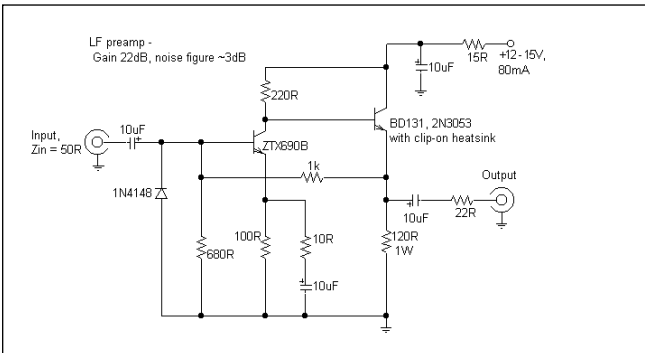 LF preamp -
Gain 22dB, noise figure ~3dB
15R
+12-15V,
80mA
10uF
220R
BD131, 2N3053
with clip-on heatsink
Input,
Zin = 50R
10uF
ZTX690B
1k
1N4148
Output
10uF
22R
680R
100R
10R
120R
1W
10uF